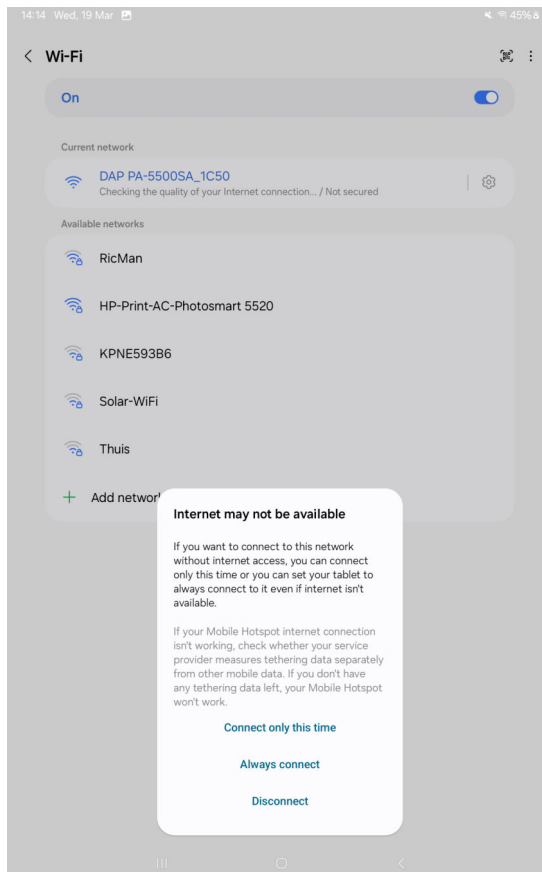 14:14 Wed, 19 Mar 45%
Wi-Fi
On
Current network
DAP PA-5500SA_1C50
Checking the quality of your Internet connection... / Not secured
Available networks
RicMan
HP-Print-AC-Photosmart 5520
KPNE593B6
Solar-WiFi
Thuis
Add networ
Internet may not be available
If you want to connect to this network
without internet access, you can connect
only this time or you can set your tablet to
always connect to it even if internet isn't
available.
If your Mobile Hotspot internet connection
isn't working, check whether your service
provider measures tethering data separately
from other mobile data. If you don't have
any tethering data left, your Mobile Hotspot
won't work.
Connect only this time
Always connect
Disconnect